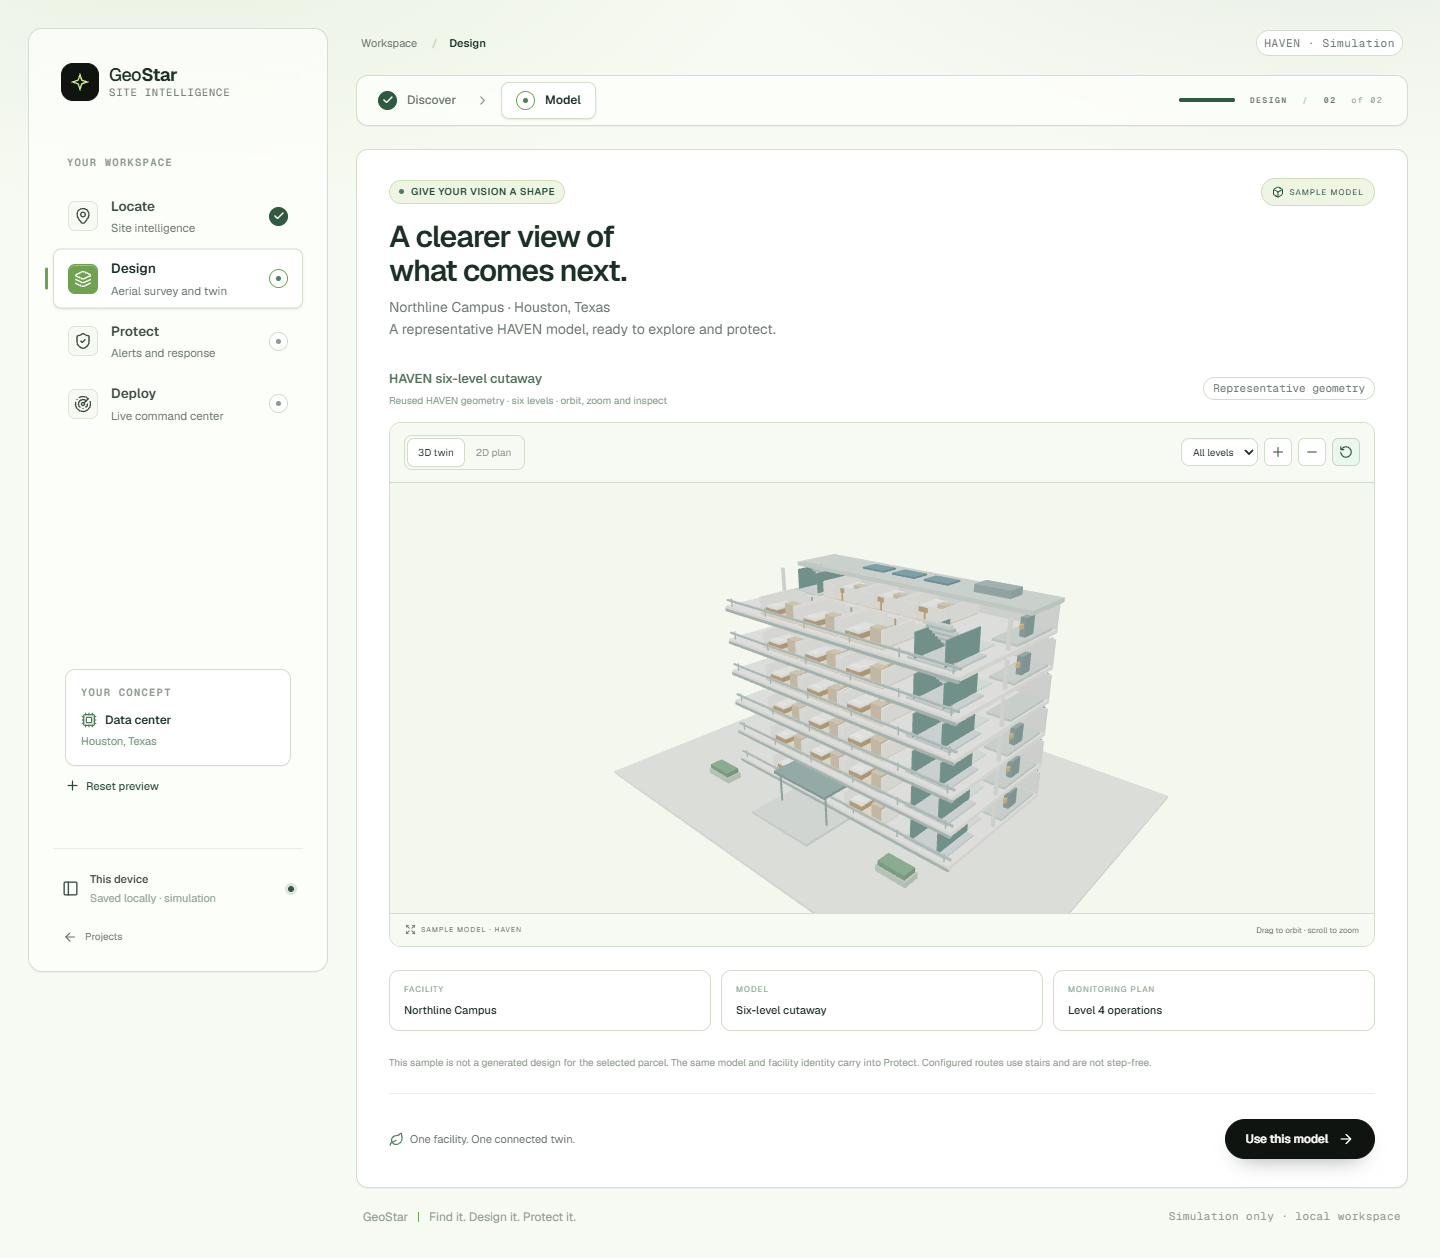 GeoStar
SITE INTELLIGENCE
YOUR WORKSPACE
Locate
Site intelligence
Design
Aerial survey and twin
Protect
Alerts and response
Deploy
Live command center
YOUR CONCEPT
Data center
Houston, Texas
Reset preview
This device
Saved locally · simulation
Projects
Workspace / Design
HAVEN · Simulation
Discover
Model
DESIGN / 02 of 02
GIVE YOUR VISION A SHAPE
SAMPLE MODEL
A clearer view of
what comes next.
Northline Campus · Houston, Texas
A representative HAVEN model, ready to explore and protect.
HAVEN six-level cutaway
Reused HAVEN geometry · six levels · orbit, zoom and inspect
Representative geometry
3D twin
2D plan
All levels
SAMPLE MODEL · HAVEN
Drag to orbit · scroll to zoom
FACILITY
Northline Campus
MODEL
Six-level cutaway
MONITORING PLAN
Level 4 operations
This sample is not a generated design for the selected parcel. The same model and facility identity carry into Protect. Configured routes use stairs and are not step-free.
One facility. One connected twin.
Use this model
GeoStar | Find it. Design it. Protect it.
Simulation only · local workspace